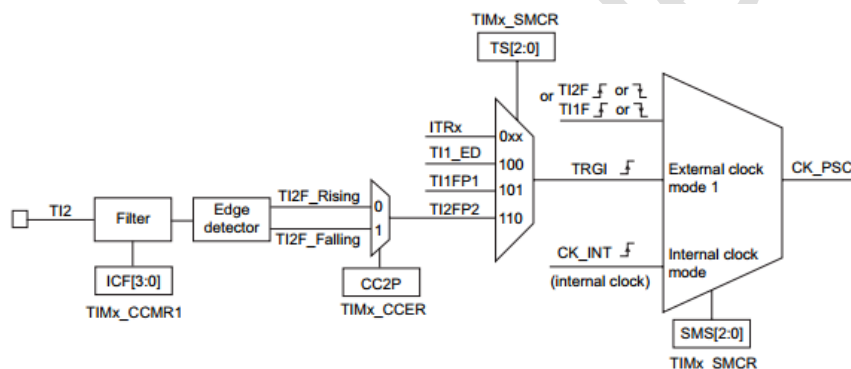 TIMx_SMCR
TS[2:0]
or TI2F or
TI1F or
ITRx
0xx
TI1_ED
100
TRGI
External clock
mode 1
CK_PSC
TI1FP1
101
TI2
Filter
Edge
detector
TI2F_Rising
0
TI2FP2
110
TI2F_Falling
1
CK_INT
(internal clock)
Internal clock
mode
ICF[3:0]
TIMx_CCMR1
CC2P
TIMx_CCER
SMS[2:0]
TIMx_SMCR